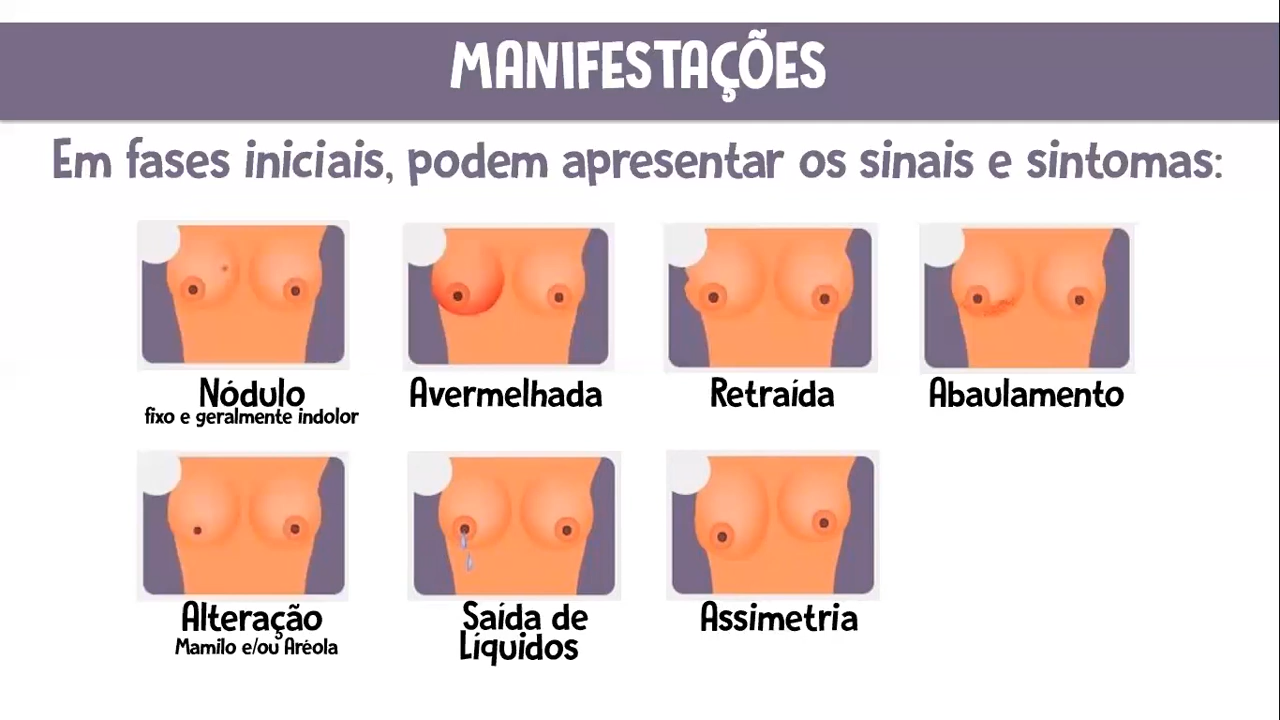 MANIFESTAÇÕES
Em fases iniciais, podem apresentar os sinais e sintomas:
Nódulo
fixo e geralmente indolor
Avermelhada
Retraída
Abaulamento
Alteração
Mamilo e/ou Aréola
Saída de
Líquidos
Assimetria